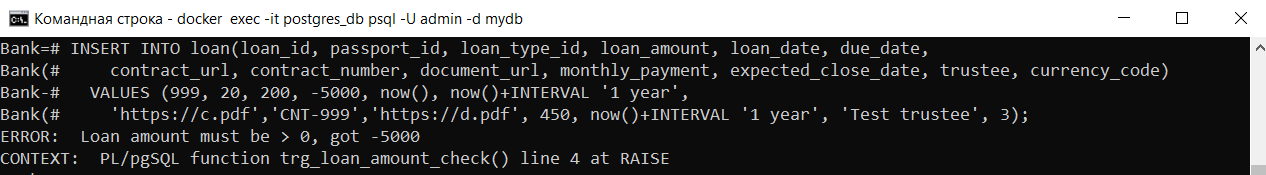 Командная строка - docker exec -it postgres_db psql -U admin -d mydb
Bank=# INSERT INTO loan(loan_id, passport_id, loan_type_id, loan_amount, loan_date, due_date,
Bank(#     contract_url, contract_number, document_url, monthly_payment, expected_close_date, trustee, currency_code)
Bank-#   VALUES (999, 20, 200, -5000, now(), now()+INTERVAL '1 year',
Bank(#     'https://c.pdf','CNT-999','https://d.pdf', 450, now()+INTERVAL '1 year', 'Test trustee', 3);
ERROR:  Loan amount must be > 0, got -5000
CONTEXT:  PL/pgSQL function trg_loan_amount_check() line 4 at RAISE